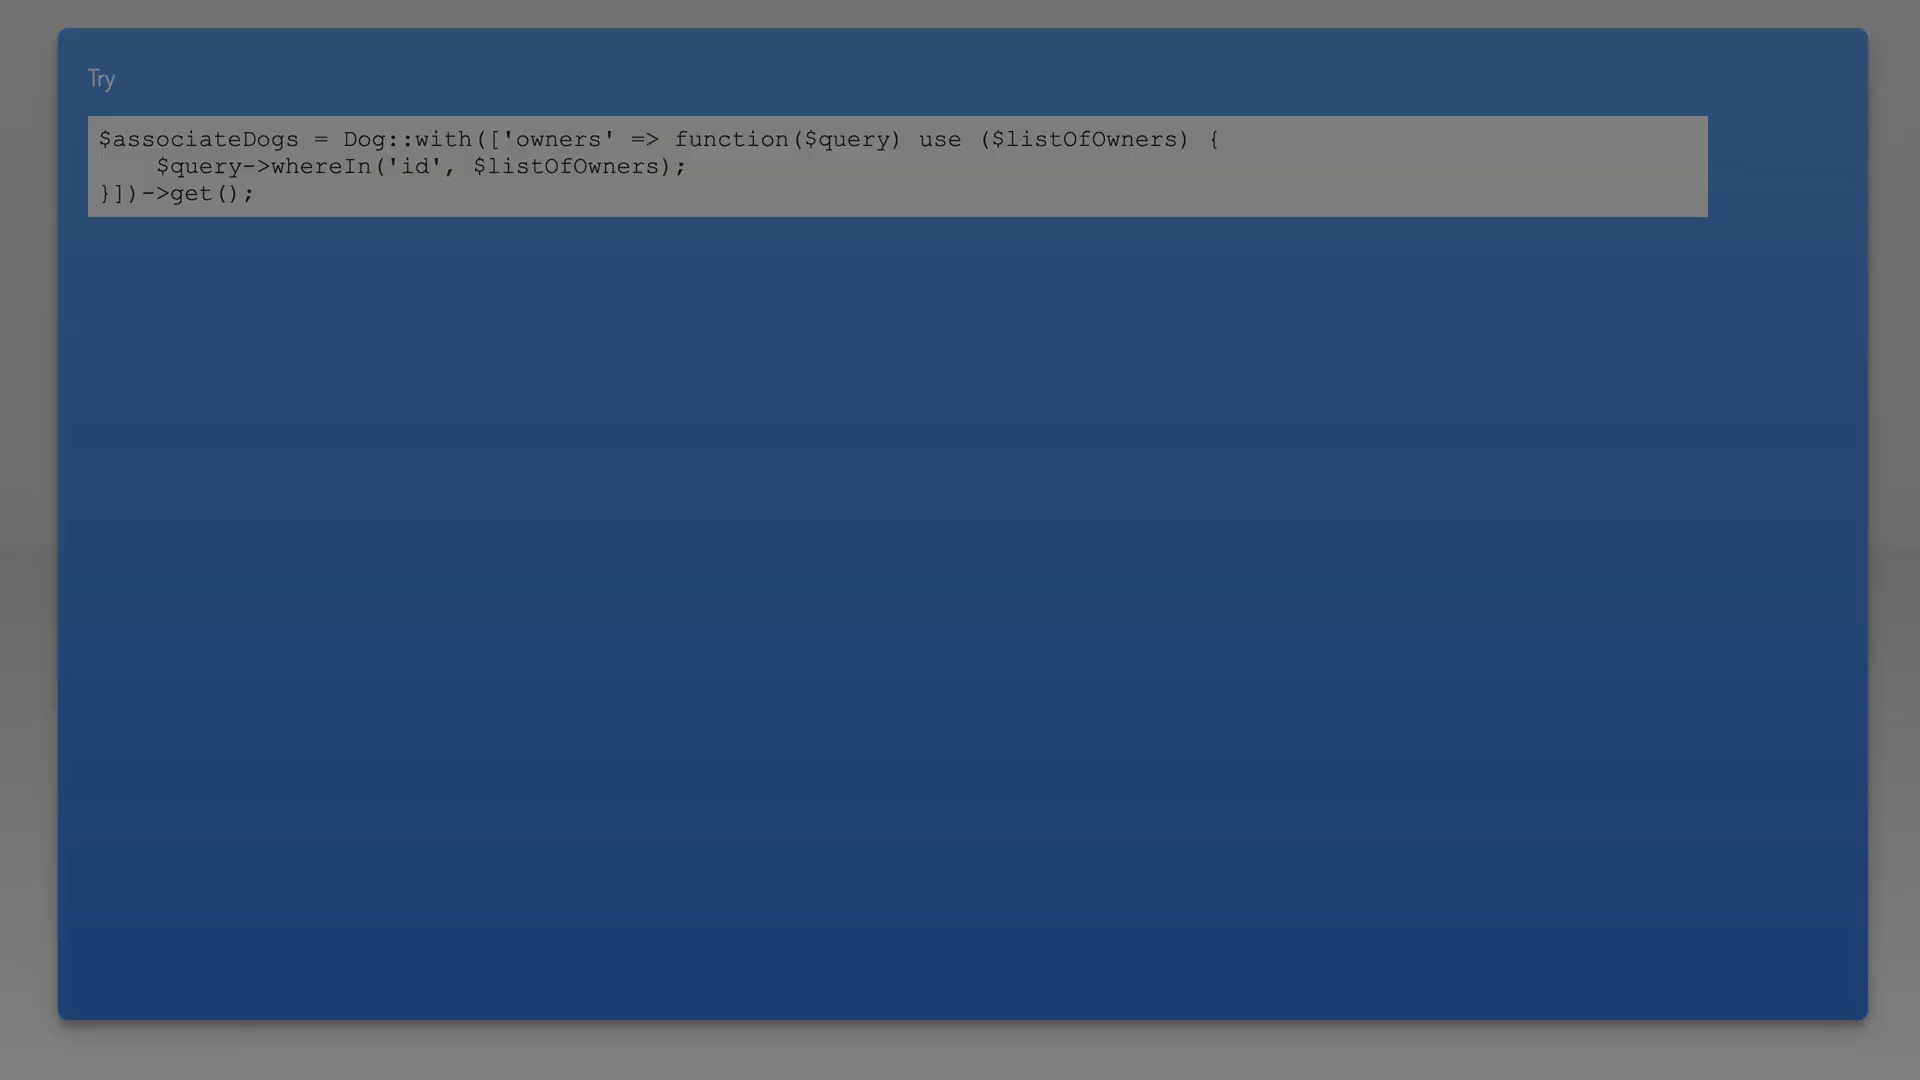 Try
$associateDogs = Dog::with(['owners' => function($query) use ($listOfOwners) {
    $query->whereIn('id', $listOfOwners);
}])->get();